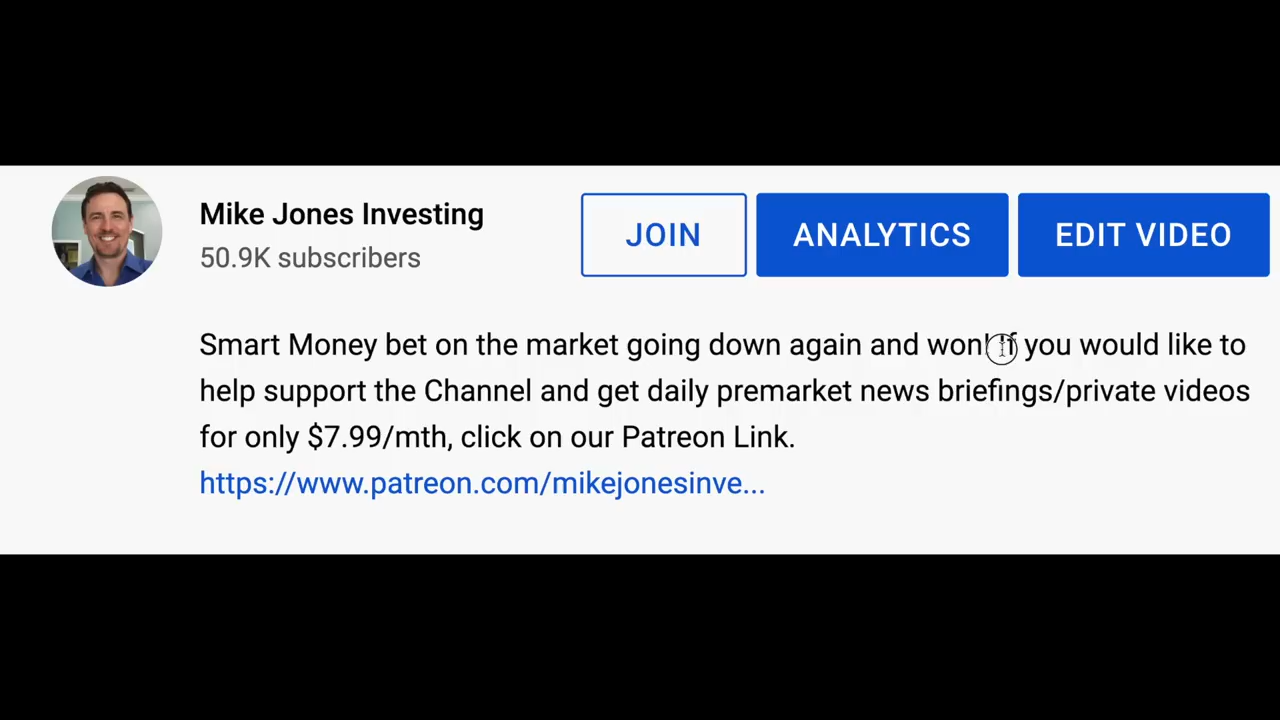 Mike Jones Investing
50.9K subscribers
JOIN
ANALYTICS
EDIT VIDEO
Smart Money bet on the market going down again and won! If you would like to
help support the Channel and get daily premarket news briefings/private videos
for only $7.99/mth, click on our Patreon Link.
https://www.patreon.com/mikejonesinve...